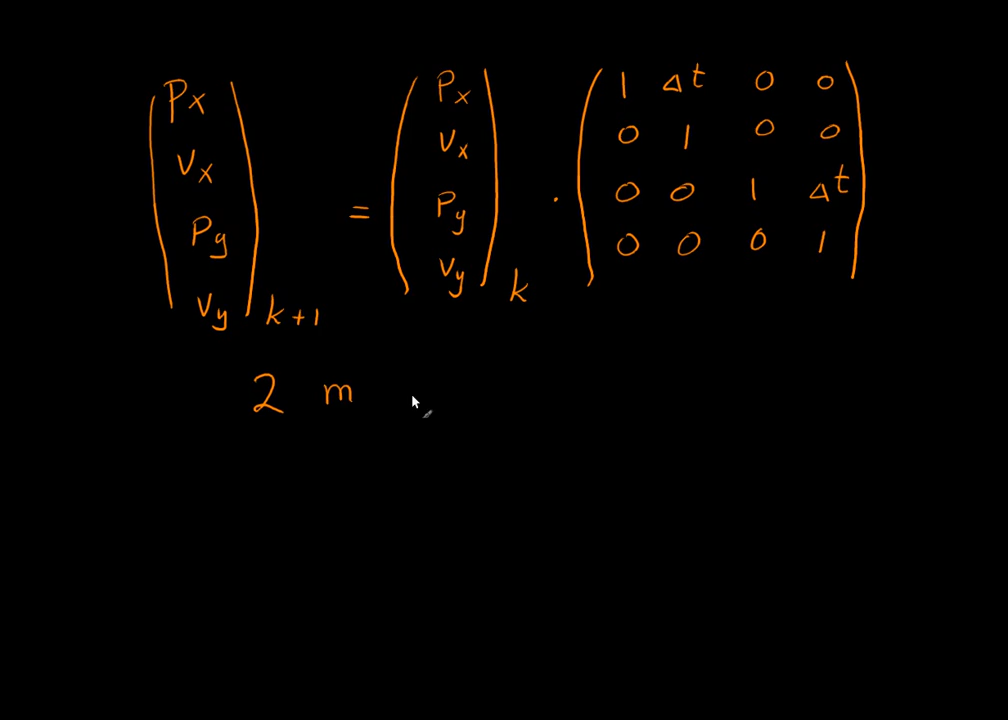 Px Px 1 Δt 0 0
Vx Vx 0 1 0 0
Py = Py · 0 0 1 Δt
Vy k+1 Vy k 0 0 0 1
2 m